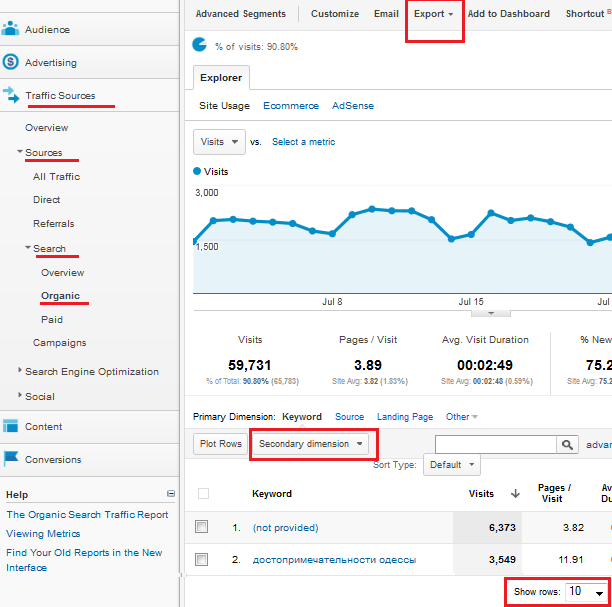 Audience
Advertising
Traffic Sources
Overview
Sources
All Traffic
Direct
Referrals
Search
Overview
Organic
Paid
Campaigns
Search Engine Optimization
Social
Content
Conversions
Help
The Organic Search Traffic Report
Viewing Metrics
Find Your Old Reports in the New
Interface
Advanced Segments Customize Email Export Add to Dashboard Shortcut
% of visits: 90.80%
Explorer
Site Usage Ecommerce AdSense
Visits vs. Select a metric
Visits
3,000
1,500
Jul 8 Jul 15 Jul
Visits Pages / Visit Avg. Visit Duration % New
59,731 3.89 00:02:49 75.2
% of Total: 90.80% (65,783) Site Avg: 3.82 (1.83%) Site Avg: 00:02:48 (0.59%) Site Avg: 75.2
Primary Dimension: Keyword Source Landing Page Other
Plot Rows Secondary dimension advan
Sort Type: Default
Keyword Visits Pages / Visit Av Du
1. (not provided) 6,373 3.82
2. достопримечательности одессы 3,549 11.91
Show rows: 10